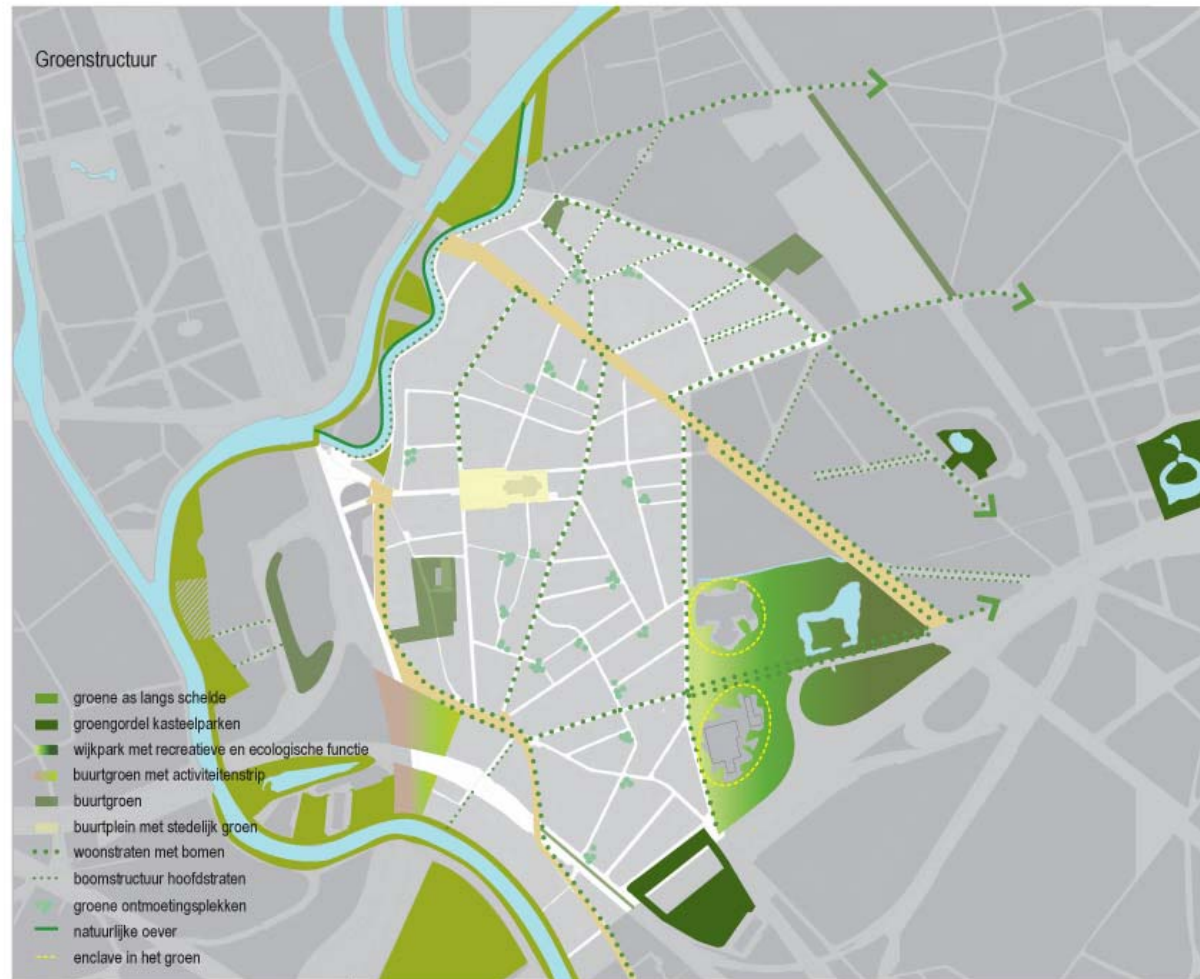 Groenstructuur
groene as langs schelde
groengordel kasteelparken
wijkpark met recreatieve en ecologische functie
buurtgroen met activiteitenstrip
buurtgroen
buurtplein met stedelijk groen
woonstraten met bomen
boomstructuur hoofdstraten
groene ontmoetingsplekken
natuurlijke oever
enclave in het groen